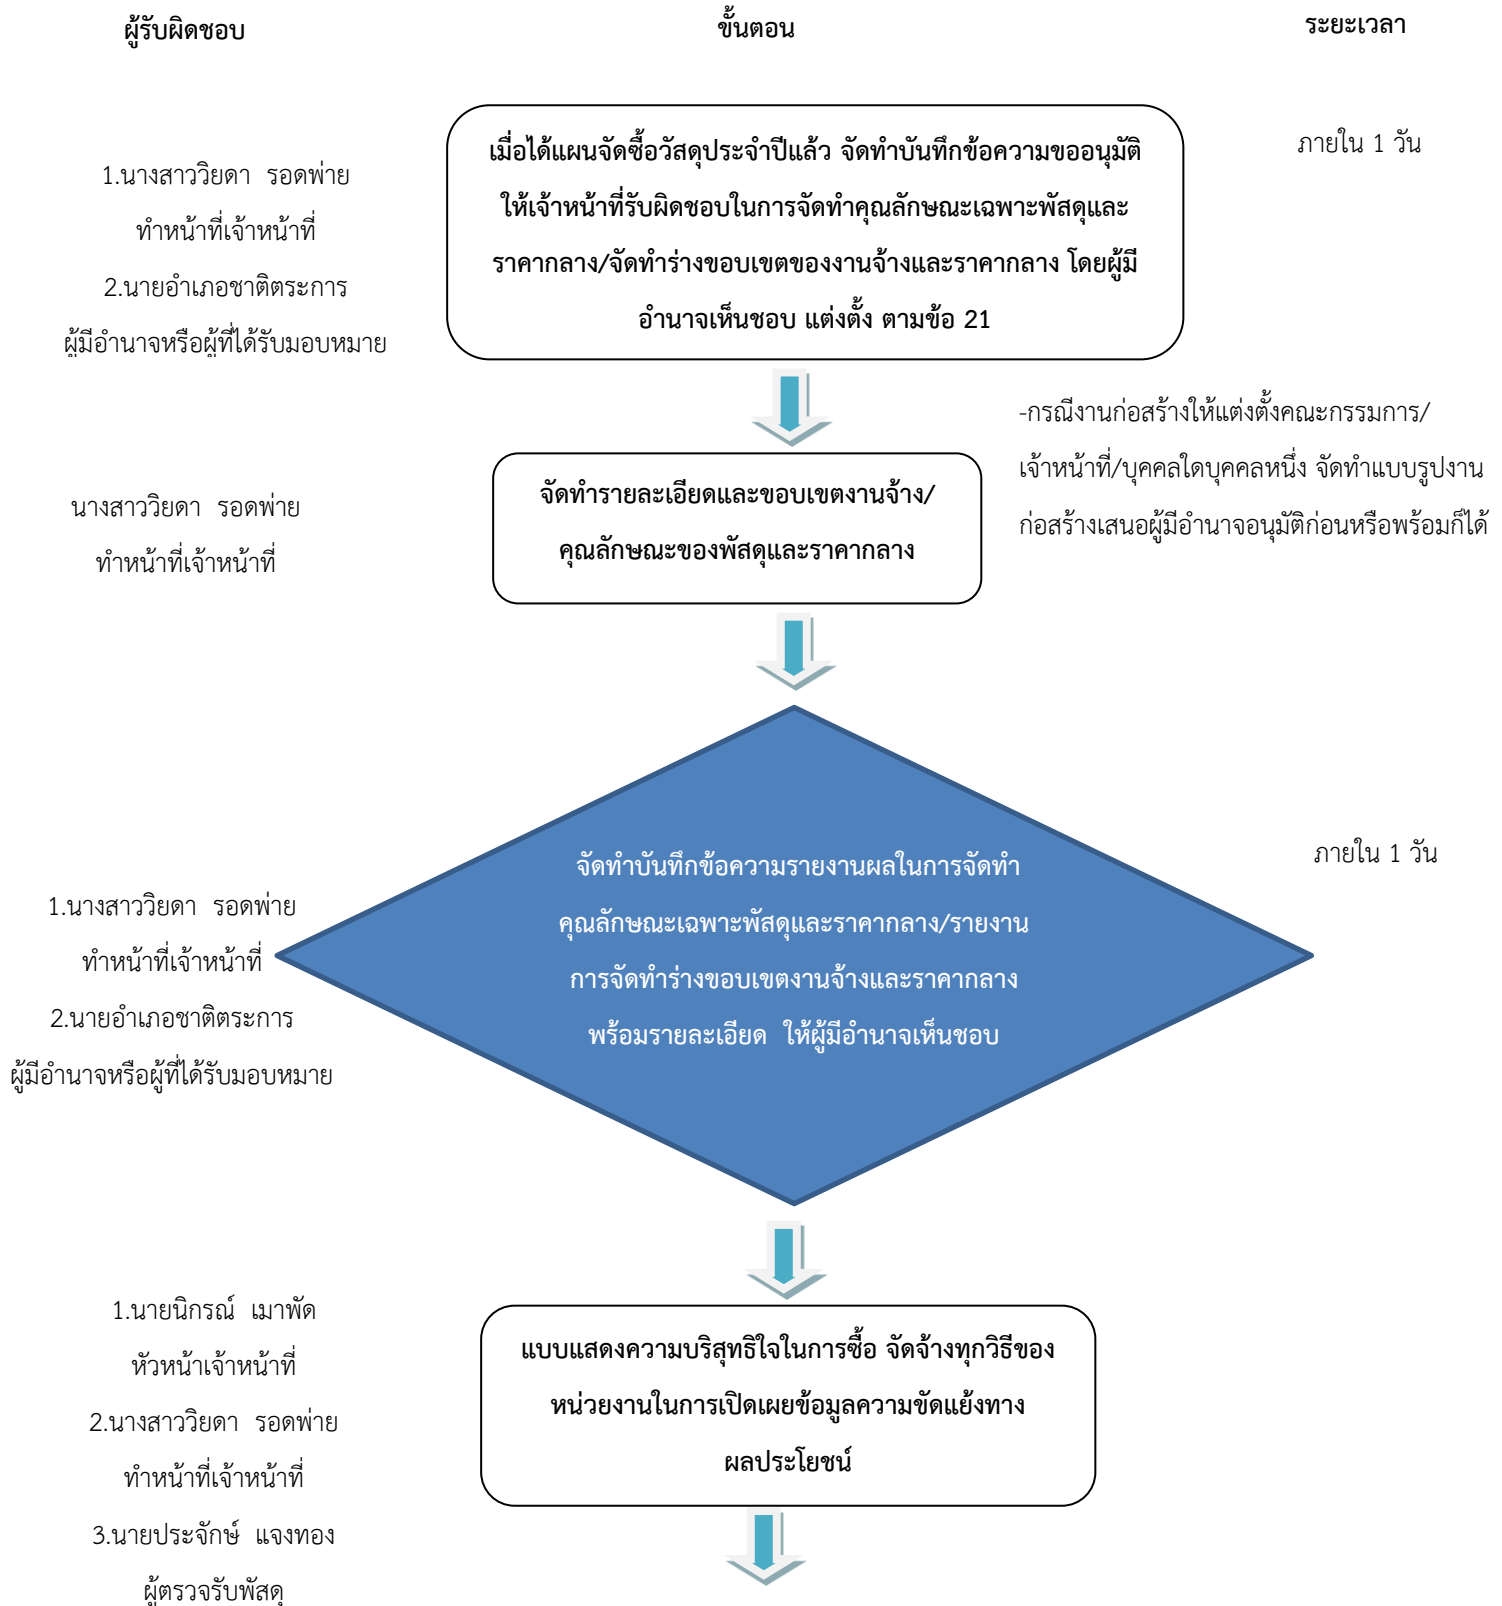 ผู้รับผิดชอบ
ขั้นตอน
ระยะเวลา
1.นางสาววิยดา รอดพ่าย
ทำหน้าที่เจ้าหน้าที่
2.นายอำเภอชาติตระการ
ผู้มีอำนาจหรือผู้ที่ได้รับมอบหมาย
เมื่อได้แผนจัดซื้อวัสดุประจำปีแล้ว จัดทำบันทึกข้อความขออนุมัติ
ให้เจ้าหน้าที่รับผิดชอบในการจัดทำคุณลักษณะเฉพาะพัสดุและ
ราคากลาง/จัดทำร่างขอบเขตของงานจ้างและราคากลาง โดยผู้มี
อำนาจเห็นชอบ แต่งตั้ง ตามข้อ 21
ภายใน 1 วัน
นางสาววิยดา รอดพ่าย
ทำหน้าที่เจ้าหน้าที่
จัดทำรายละเอียดและขอบเขตงานจ้าง/
คุณลักษณะของพัสดุและราคากลาง
-กรณีงานก่อสร้างให้แต่งตั้งคณะกรรมการ/
เจ้าหน้าที่/บุคคลใดบุคคลหนึ่ง จัดทำแบบรูปงาน
ก่อสร้างเสนอผู้มีอำนาจอนุมัติก่อนหรือพร้อมก็ได้
1.นางสาววิยดา รอดพ่าย
ทำหน้าที่เจ้าหน้าที่
2.นายอำเภอชาติตระการ
ผู้มีอำนาจหรือผู้ที่ได้รับมอบหมาย
จัดทำบันทึกข้อความรายงานผลในการจัดทำ
คุณลักษณะเฉพาะพัสดุและราคากลาง/รายงาน
การจัดทำร่างขอบเขตงานจ้างและราคากลาง
พร้อมรายละเอียด ให้ผู้มีอำนาจเห็นชอบ
ภายใน 1 วัน
1.นายนิกรณ์ เมาพัด
หัวหน้าเจ้าหน้าที่
2.นางสาววิยดา รอดพ่าย
ทำหน้าที่เจ้าหน้าที่
3.นายประจักษ์ แจงทอง
ผู้ตรวจรับพัสดุ
แบบแสดงความบริสุทธิใจในการซื้อ จัดจ้างทุกวิธีของ
หน่วยงานในการเปิดเผยข้อมูลความขัดแย้งทาง
ผลประโยชน์